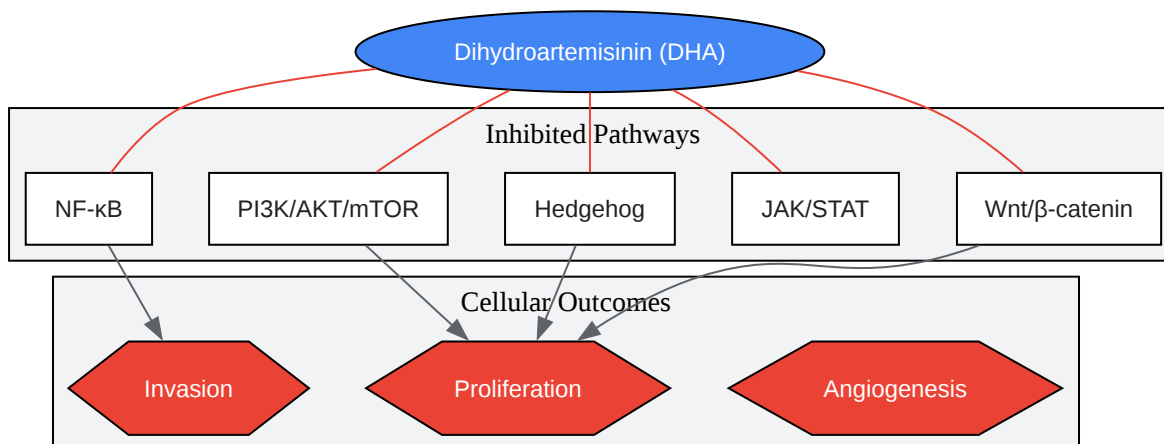 Dihydroartemisinin (DHA)
Inhibited Pathways
NF-κB
PI3K/AKT/mTOR
Hedgehog
JAK/STAT
Wnt/β-catenin
Cellular Outcomes
Invasion
Proliferation
Angiogenesis